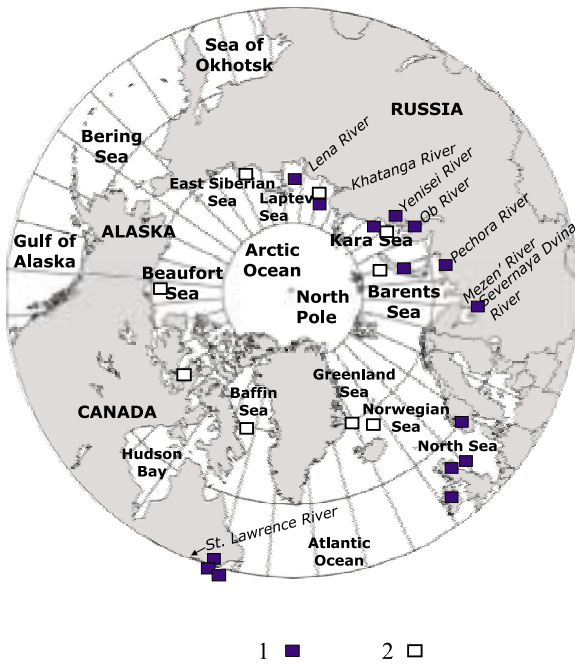 Sea of
Okhotsk
RUSSIA
Bering
Sea
Lena River
Khatanga River
East Siberian
Sea
Laptev
Sea
Yenisei River
Ob River
Kara Sea
Pechora River
ALASKA
Gulf of
Alaska
Arctic
Ocean
Mezen' River
Severnaya Dvina
River
Beaufort
Sea
North
Pole
Barents
Sea
Greenland
Sea
Baffin
Sea
Norwegian
Sea
CANADA
North Sea
Hudson
Bay
St. Lawrence River
Atlantic
Ocean
1 2